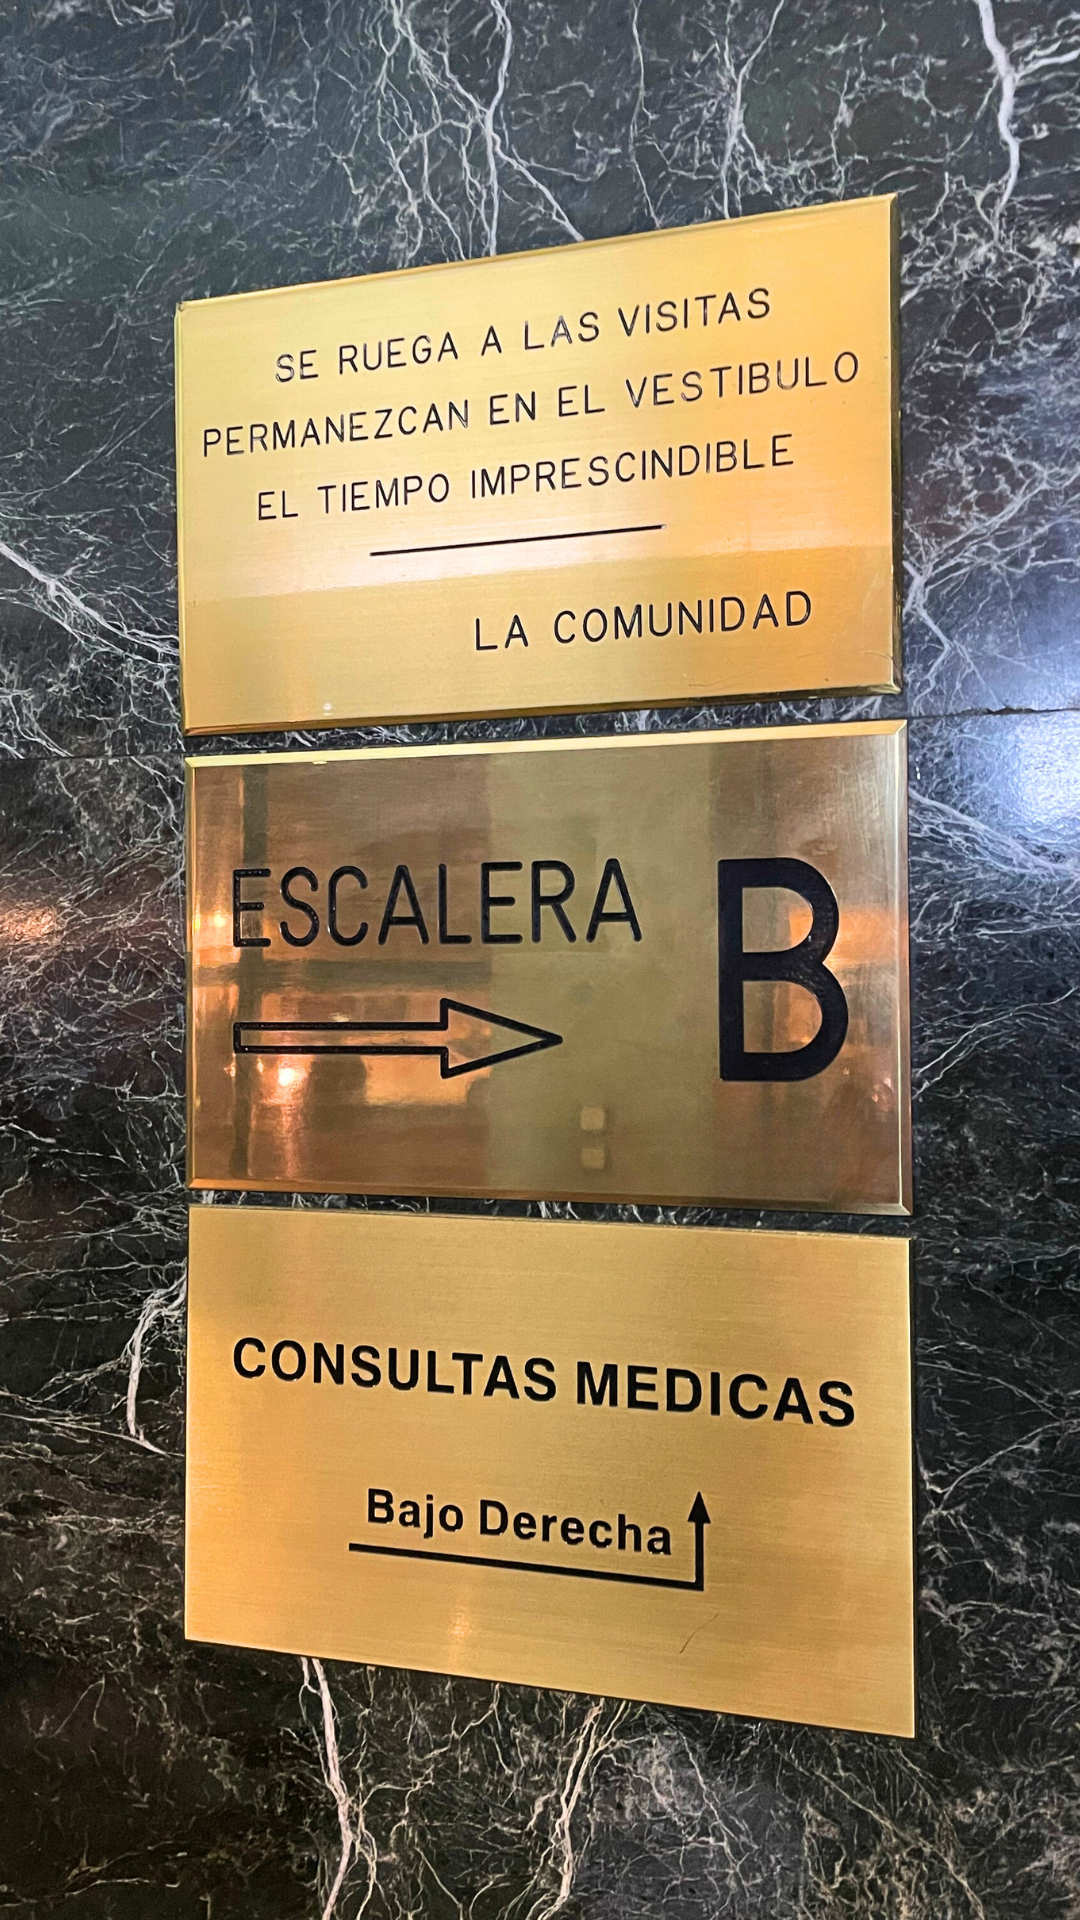 SE RUEGA A LAS VISITAS
PERMANEZCAN EN EL VESTIBULO
EL TIEMPO IMPRESCINDIBLE
LA COMUNIDAD
ESCALERA B
CONSULTAS MEDICAS
Bajo Derecha